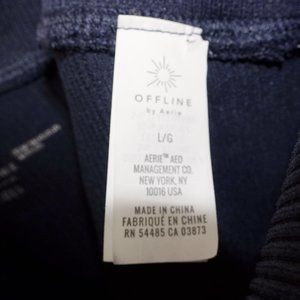 OFFLINE
by Aerie
L/G
AERIE™ AEO
MANAGEMENT CO.
NEW YORK, NY
10016 USA
MADE IN CHINA
FABRIQUÉ EN CHINE
RN 54485 CA 03873